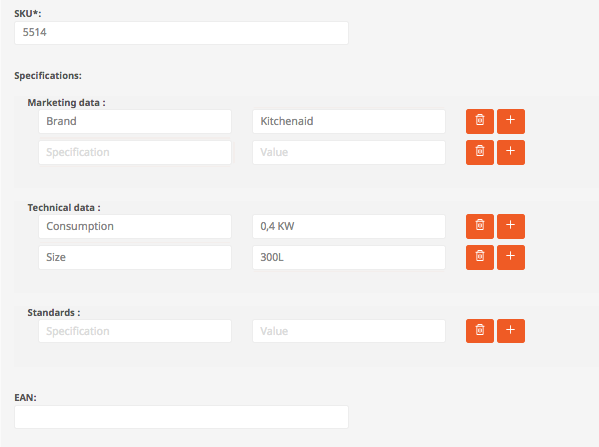 SKU*:
5514
Specifications:
Marketing data :
Brand Kitchenaid
Specification Value
Technical data :
Consumption 0,4 KW
Size 300L
Standards :
Specification Value
EAN: